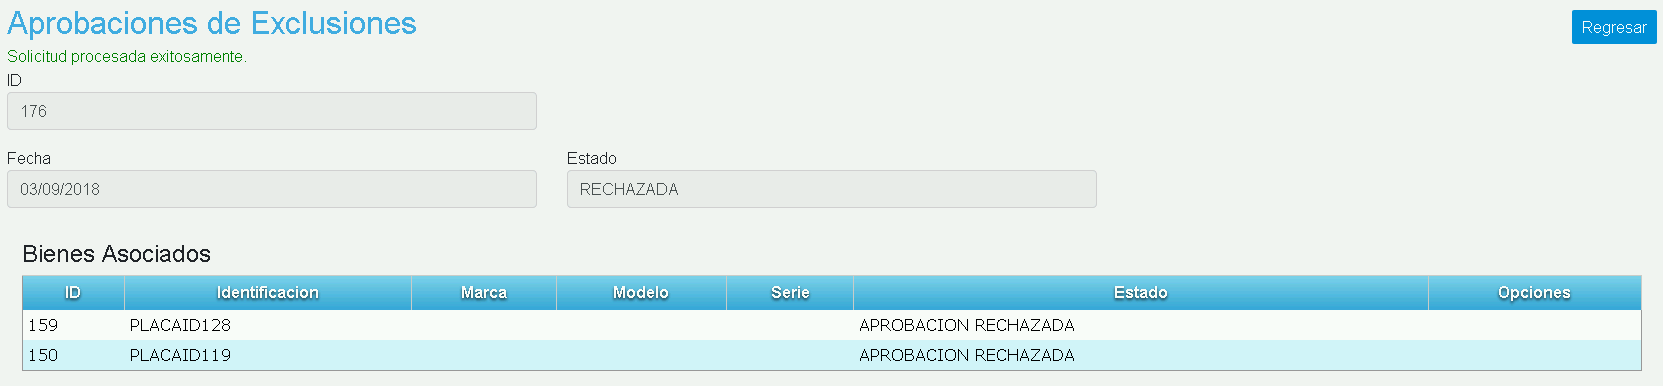 Aprobaciones de Exclusiones
Regresar
Solicitud procesada exitosamente.
ID
176
Fecha
Estado
03/09/2018
RECHAZADA
Bienes Asociados
ID Identificacion Marca Modelo Serie Estado Opciones
159 PLACAID128 APROBACION RECHAZADA
150 PLACAID119 APROBACION RECHAZADA